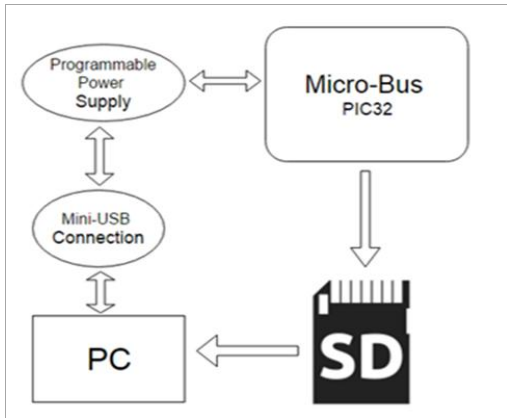 Programmable
Power
Supply
Micro-Bus
PIC32
Mini-USB
Connection
PC
SD